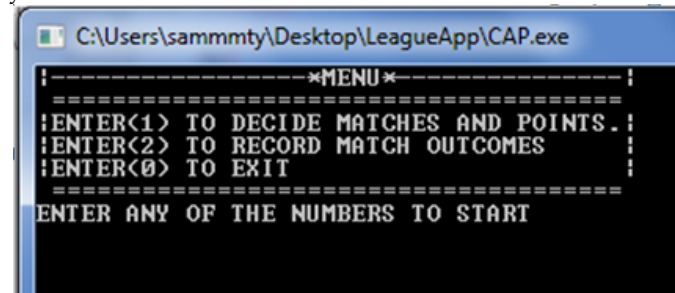 C:\Users\sammmty\Desktop\LeagueApp\CAP.exe
¦------------------*MENU*----------------¦
=======================================
¦ENTER(1) TO DECIDE MATCHES AND POINTS.¦
¦ENTER(2) TO RECORD MATCH OUTCOMES      ¦
¦ENTER(0) TO EXIT                       ¦
=======================================
ENTER ANY OF THE NUMBERS TO START